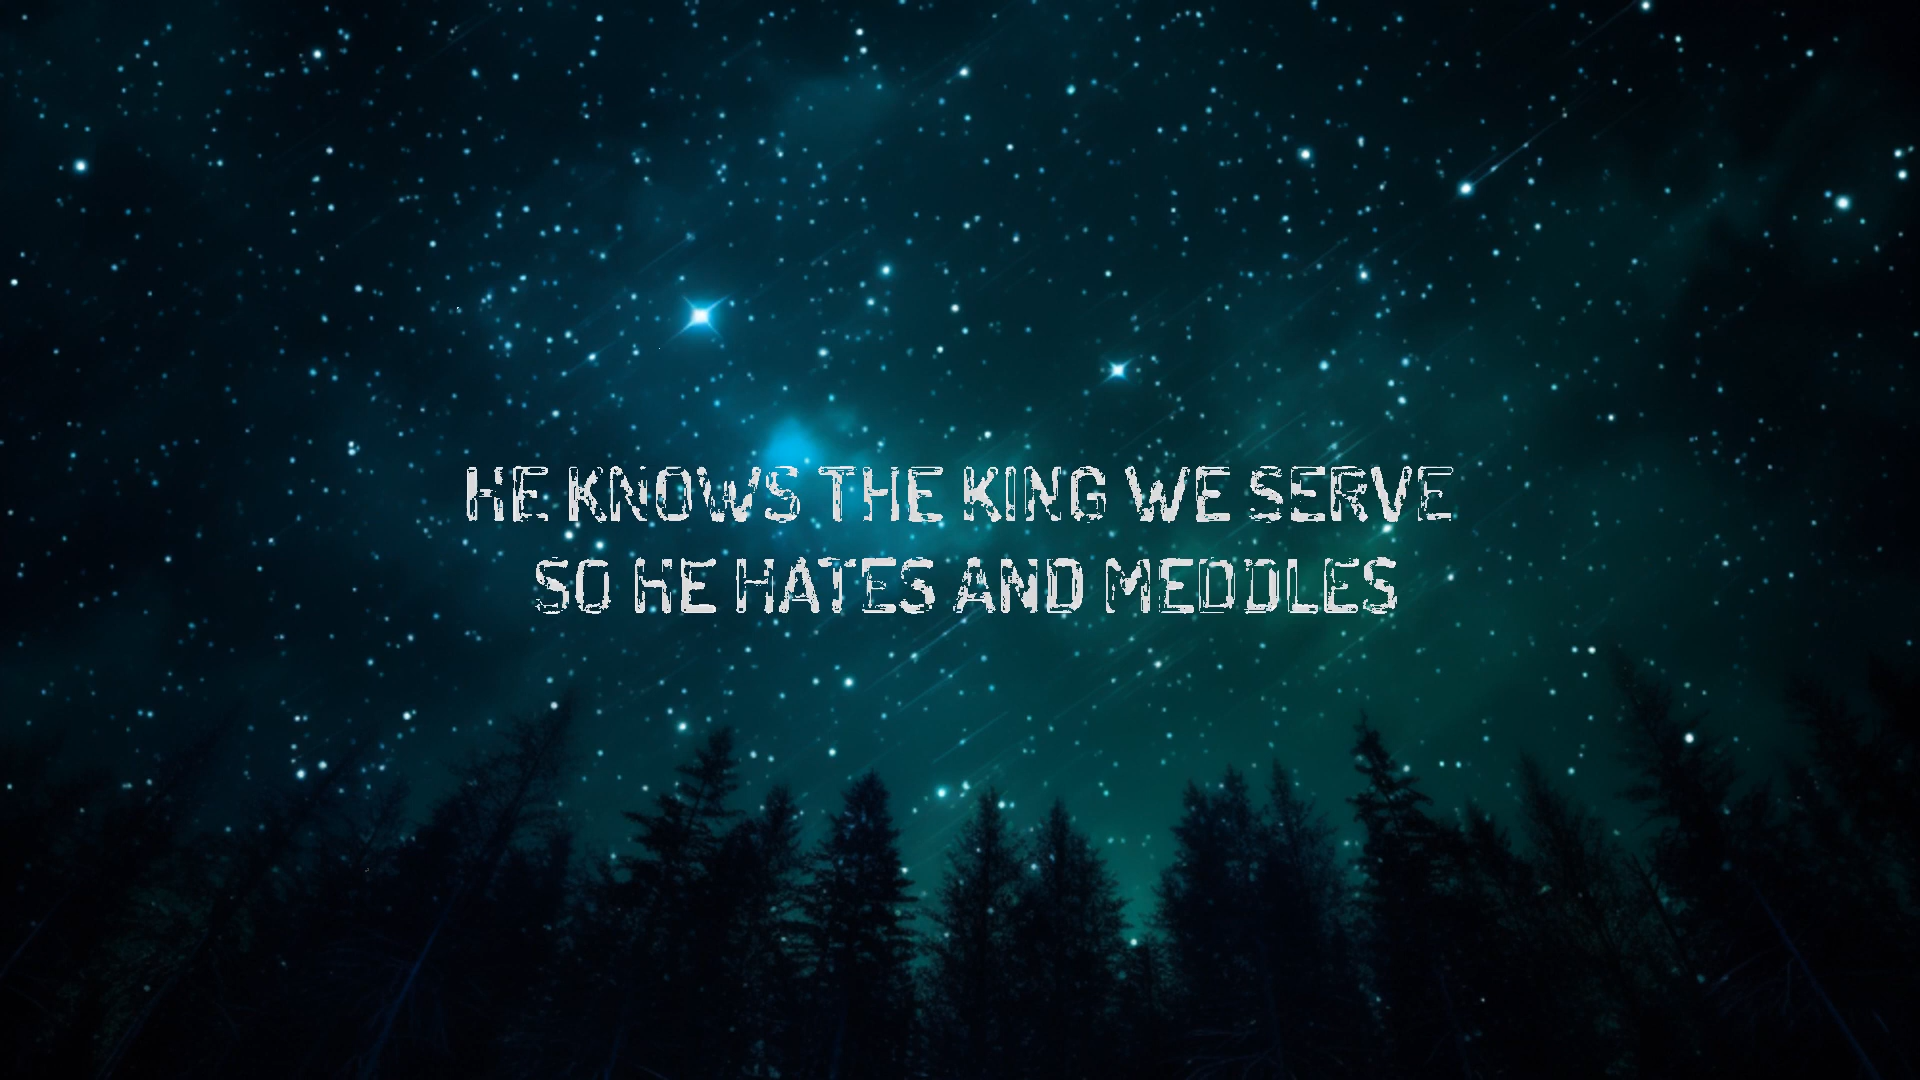 HE KNOWS THE KING WE SERVE
SO HE HATES AND MEDDLES